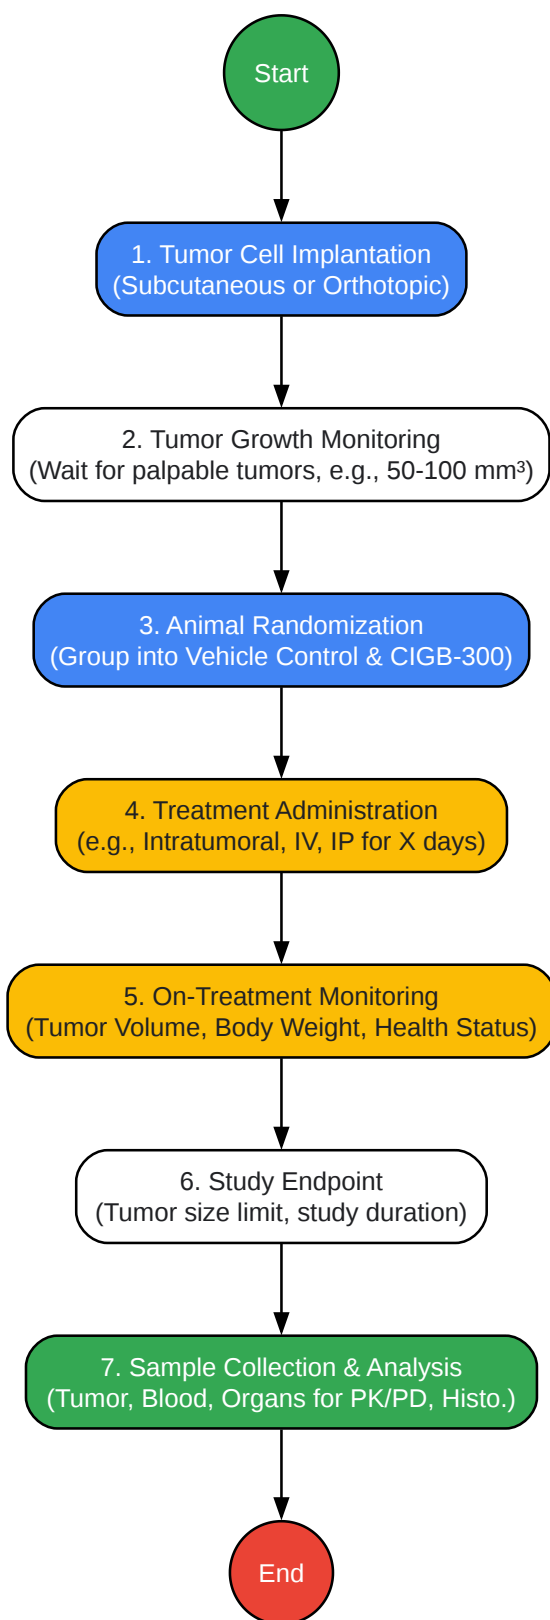 Start
1. Tumor Cell Implantation
(Subcutaneous or Orthotopic)
2. Tumor Growth Monitoring
(Wait for palpable tumors, e.g., 50-100 mm³)
3. Animal Randomization
(Group into Vehicle Control & CIGB-300)
4. Treatment Administration
(e.g., Intratumoral, IV, IP for X days)
5. On-Treatment Monitoring
(Tumor Volume, Body Weight, Health Status)
6. Study Endpoint
(Tumor size limit, study duration)
7. Sample Collection & Analysis
(Tumor, Blood, Organs for PK/PD, Histo.)
End